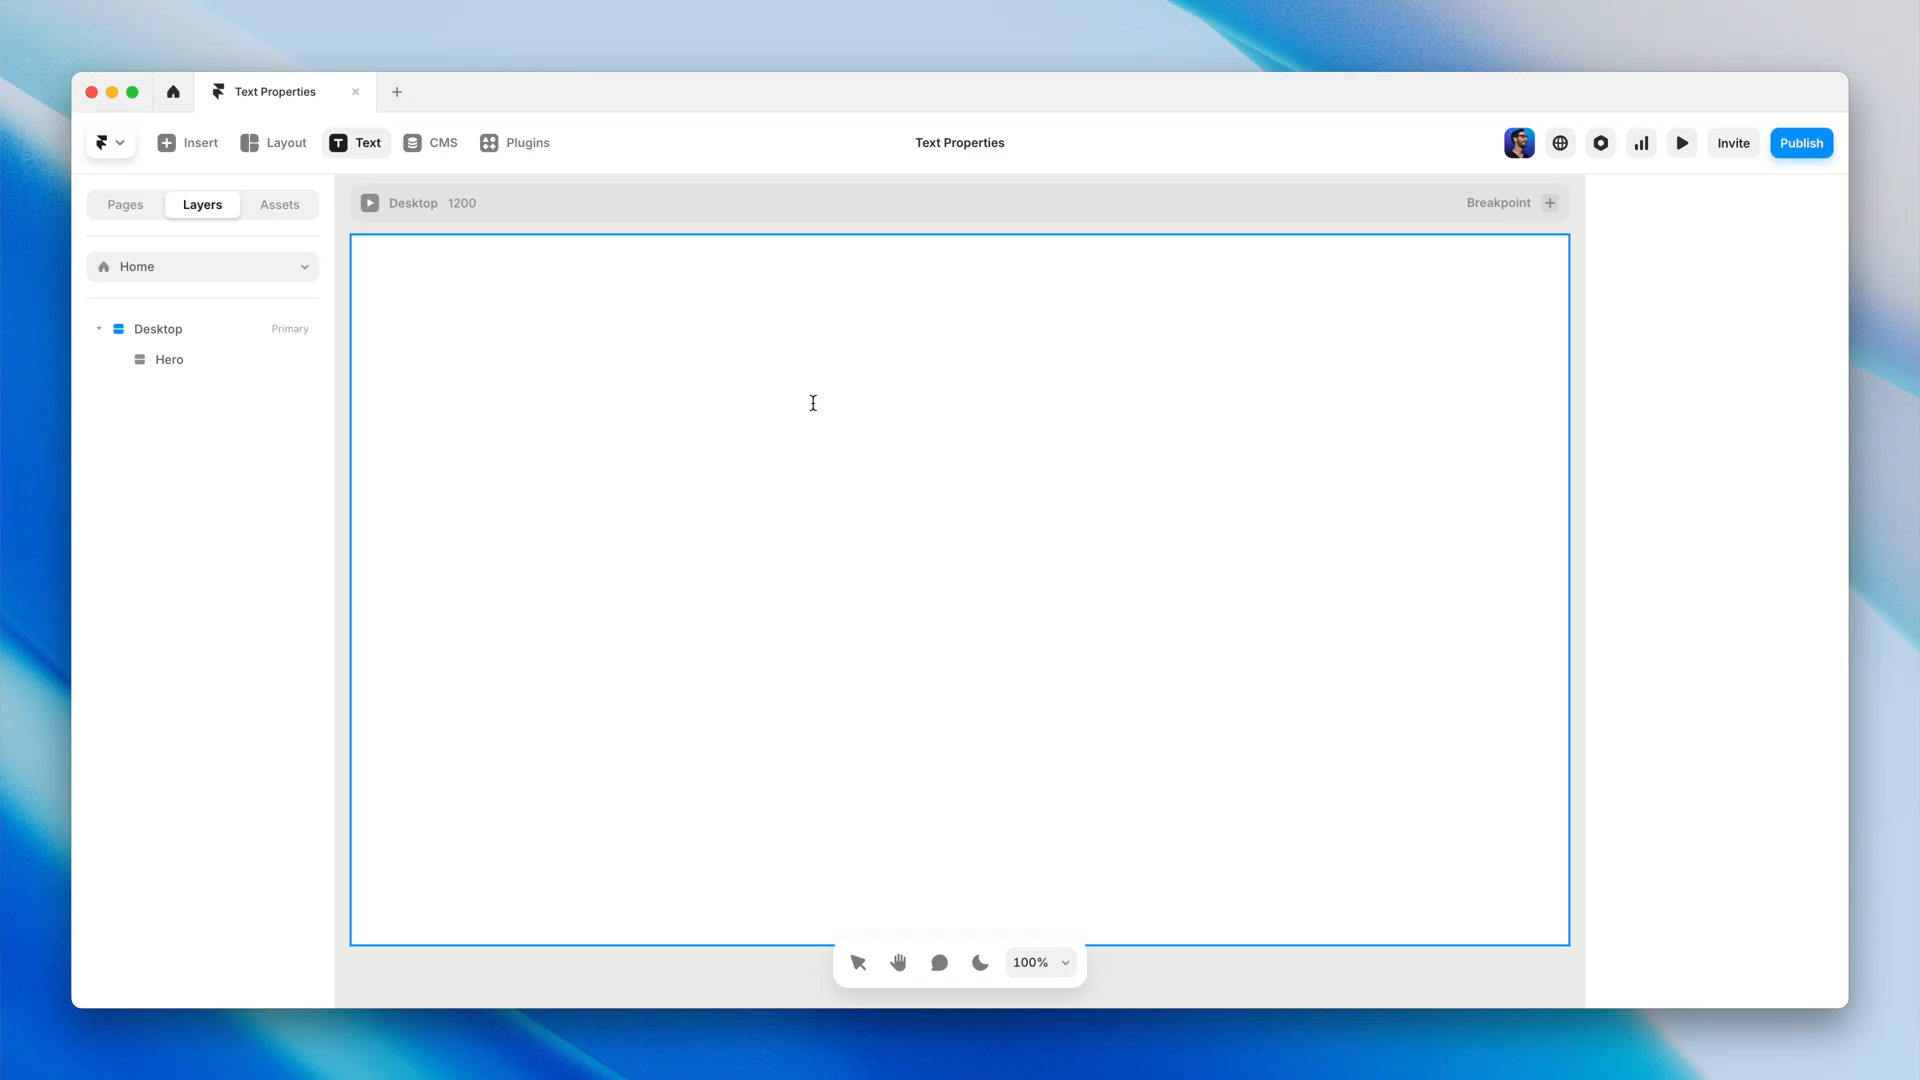 Text Properties
Insert
Layout
Text
CMS
Plugins
Text Properties
Invite
Publish
Pages
Layers
Assets
Desktop 1200
Breakpoint
Home
Desktop
Primary
Hero
100%